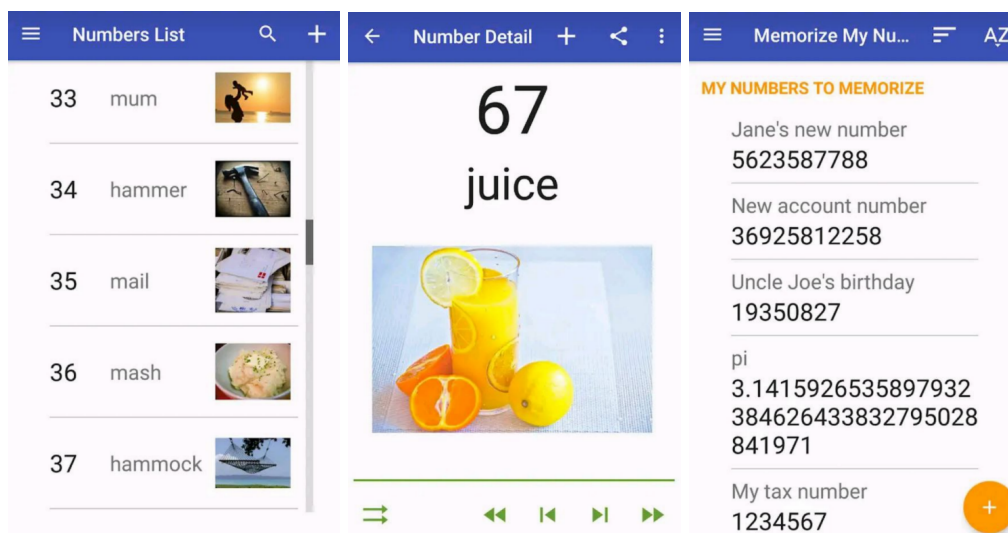 Numbers List
33 mum
34 hammer
35 mail
36 mash
37 hammock
Number Detail
67
juice
Memorize My Nu...
AZ
MY NUMBERS TO MEMORIZE
Jane's new number
5623587788
New account number
36925812258
Uncle Joe's birthday
19350827
pi
3.1415926535897932
384626433832795028
841971
My tax number
1234567